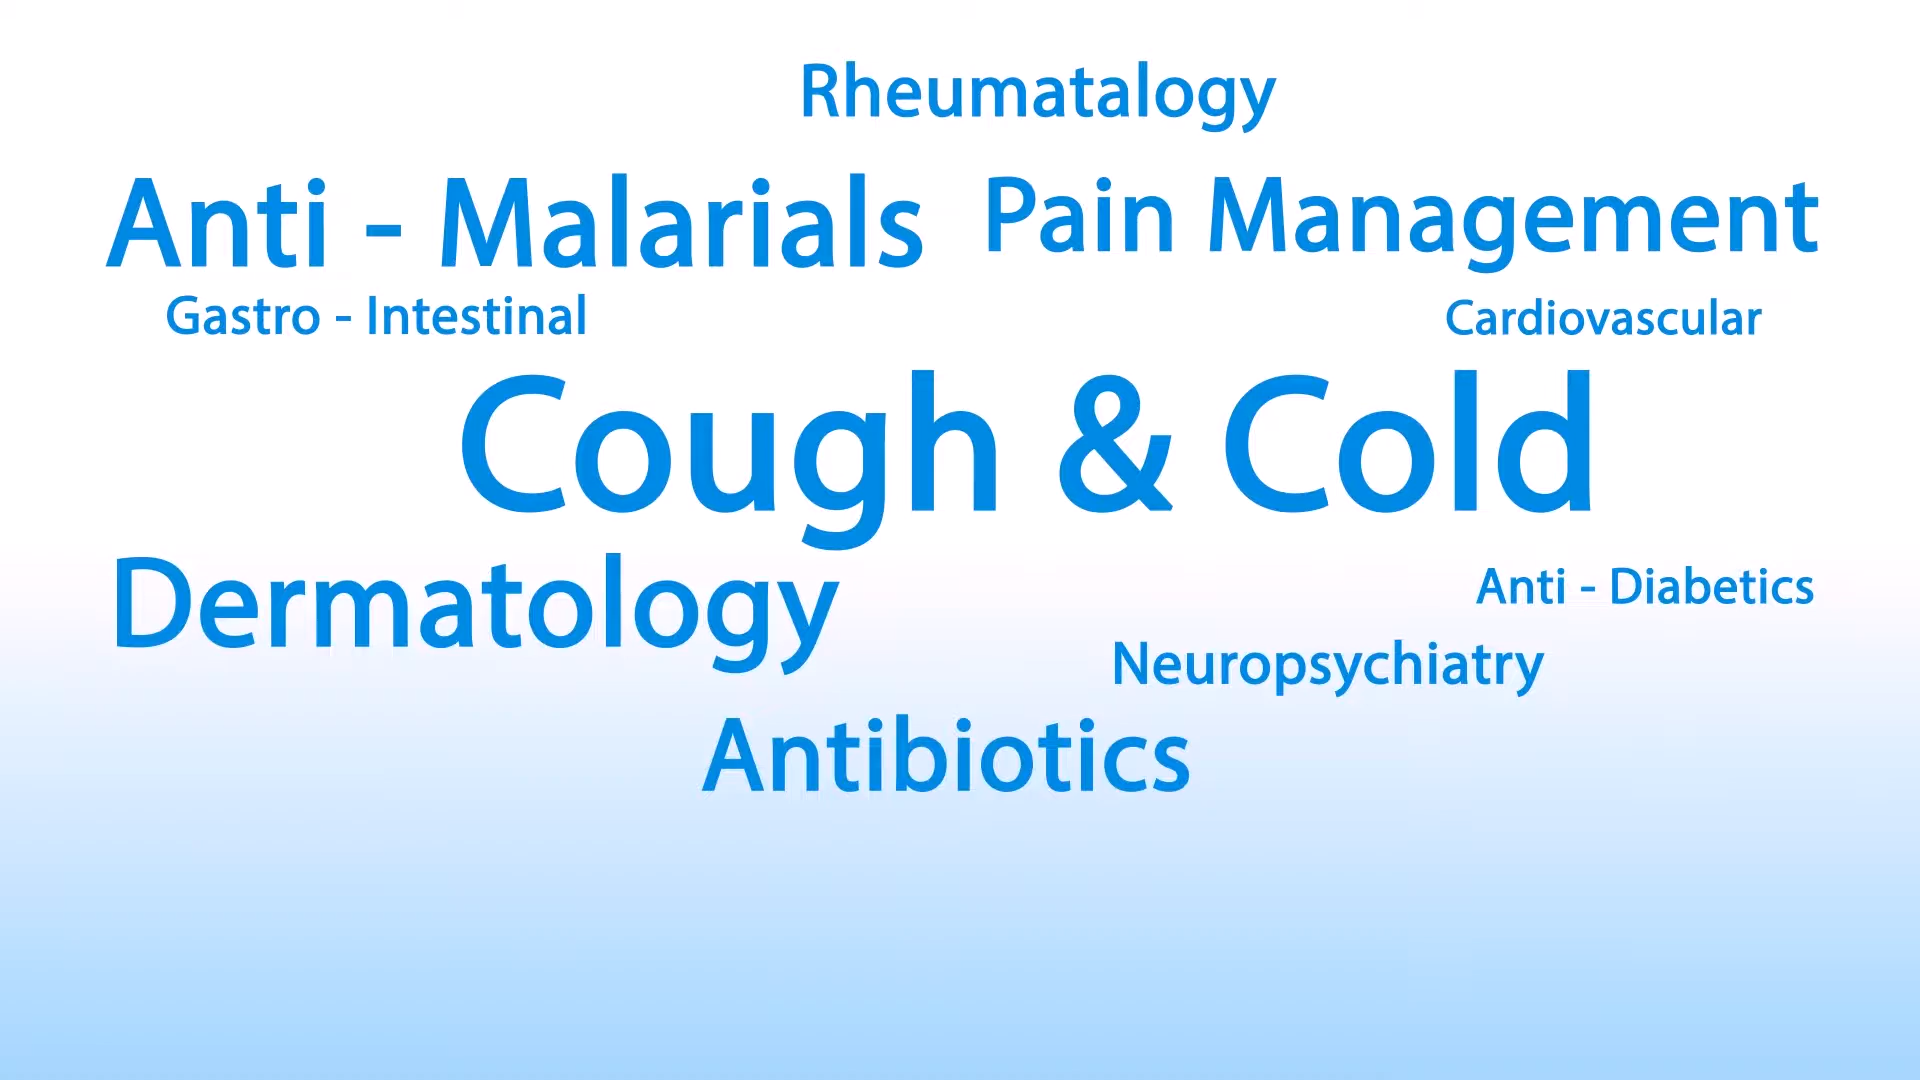 Rheumatalogy
Anti - Malarials
Pain Management
Gastro - Intestinal
Cardiovascular
Cough & Cold
Dermatology
Anti - Diabetics
Neuropsychiatry
Antibiotics